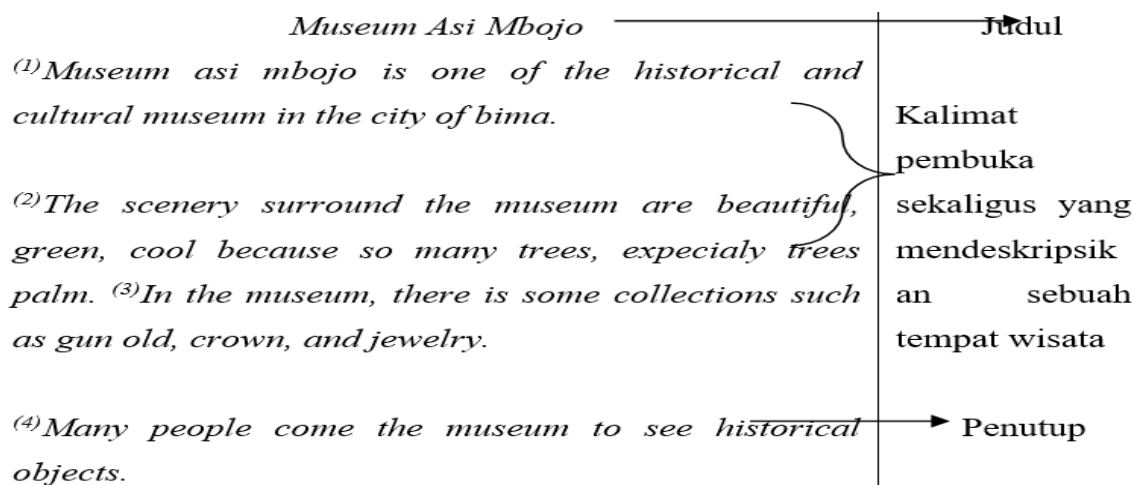 Museum Asi Mbojo Judul
(1)Museum asi mbojo is one of the historical and
cultural museum in the city of bima.
(2)The scenery surround the museum are beautiful,
green, cool because so many trees, expecialy trees
palm. (3)In the museum, there is some collections such
as gun old, crown, and jewelry.
(4)Many people come the museum to see historical
objects.
Kalimat
pembuka
sekaligus yang
mendeskripsik
an sebuah
tempat wisata
Penutup